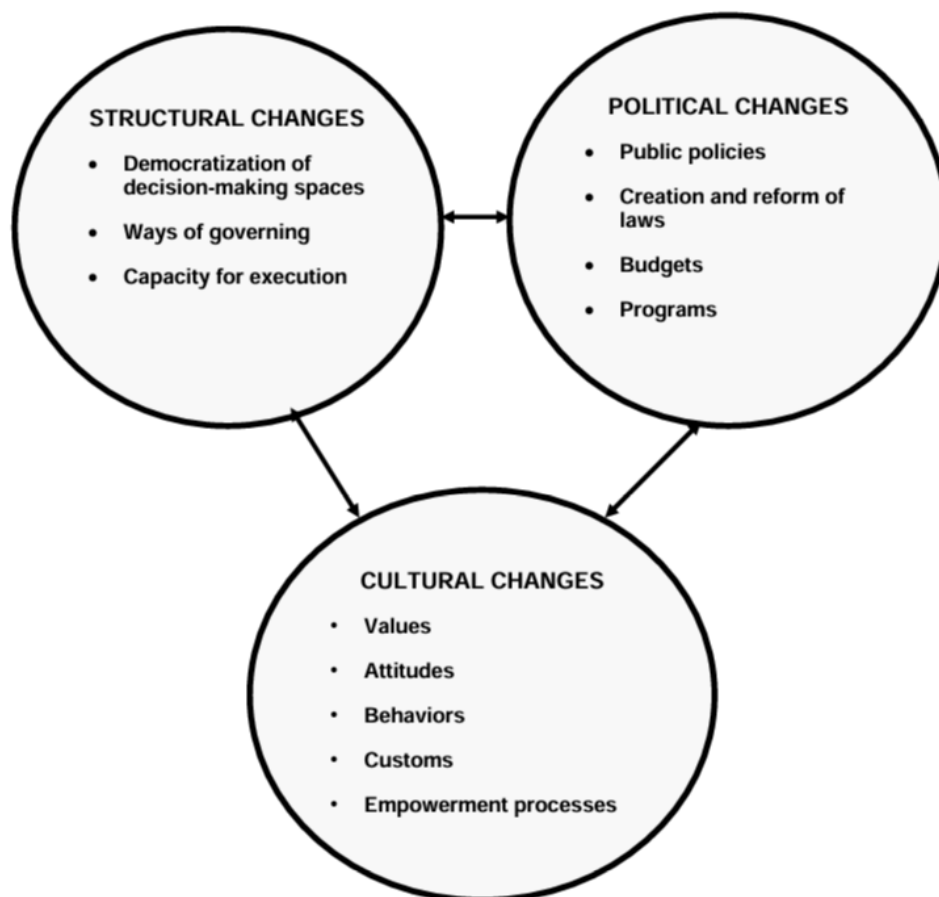 STRUCTURAL CHANGES
• Democratization of
decision-making spaces
• Ways of governing
• Capacity for execution
POLITICAL CHANGES
• Public policies
• Creation and reform of
laws
• Budgets
• Programs
CULTURAL CHANGES
• Values
• Attitudes
• Behaviors
• Customs
• Empowerment processes